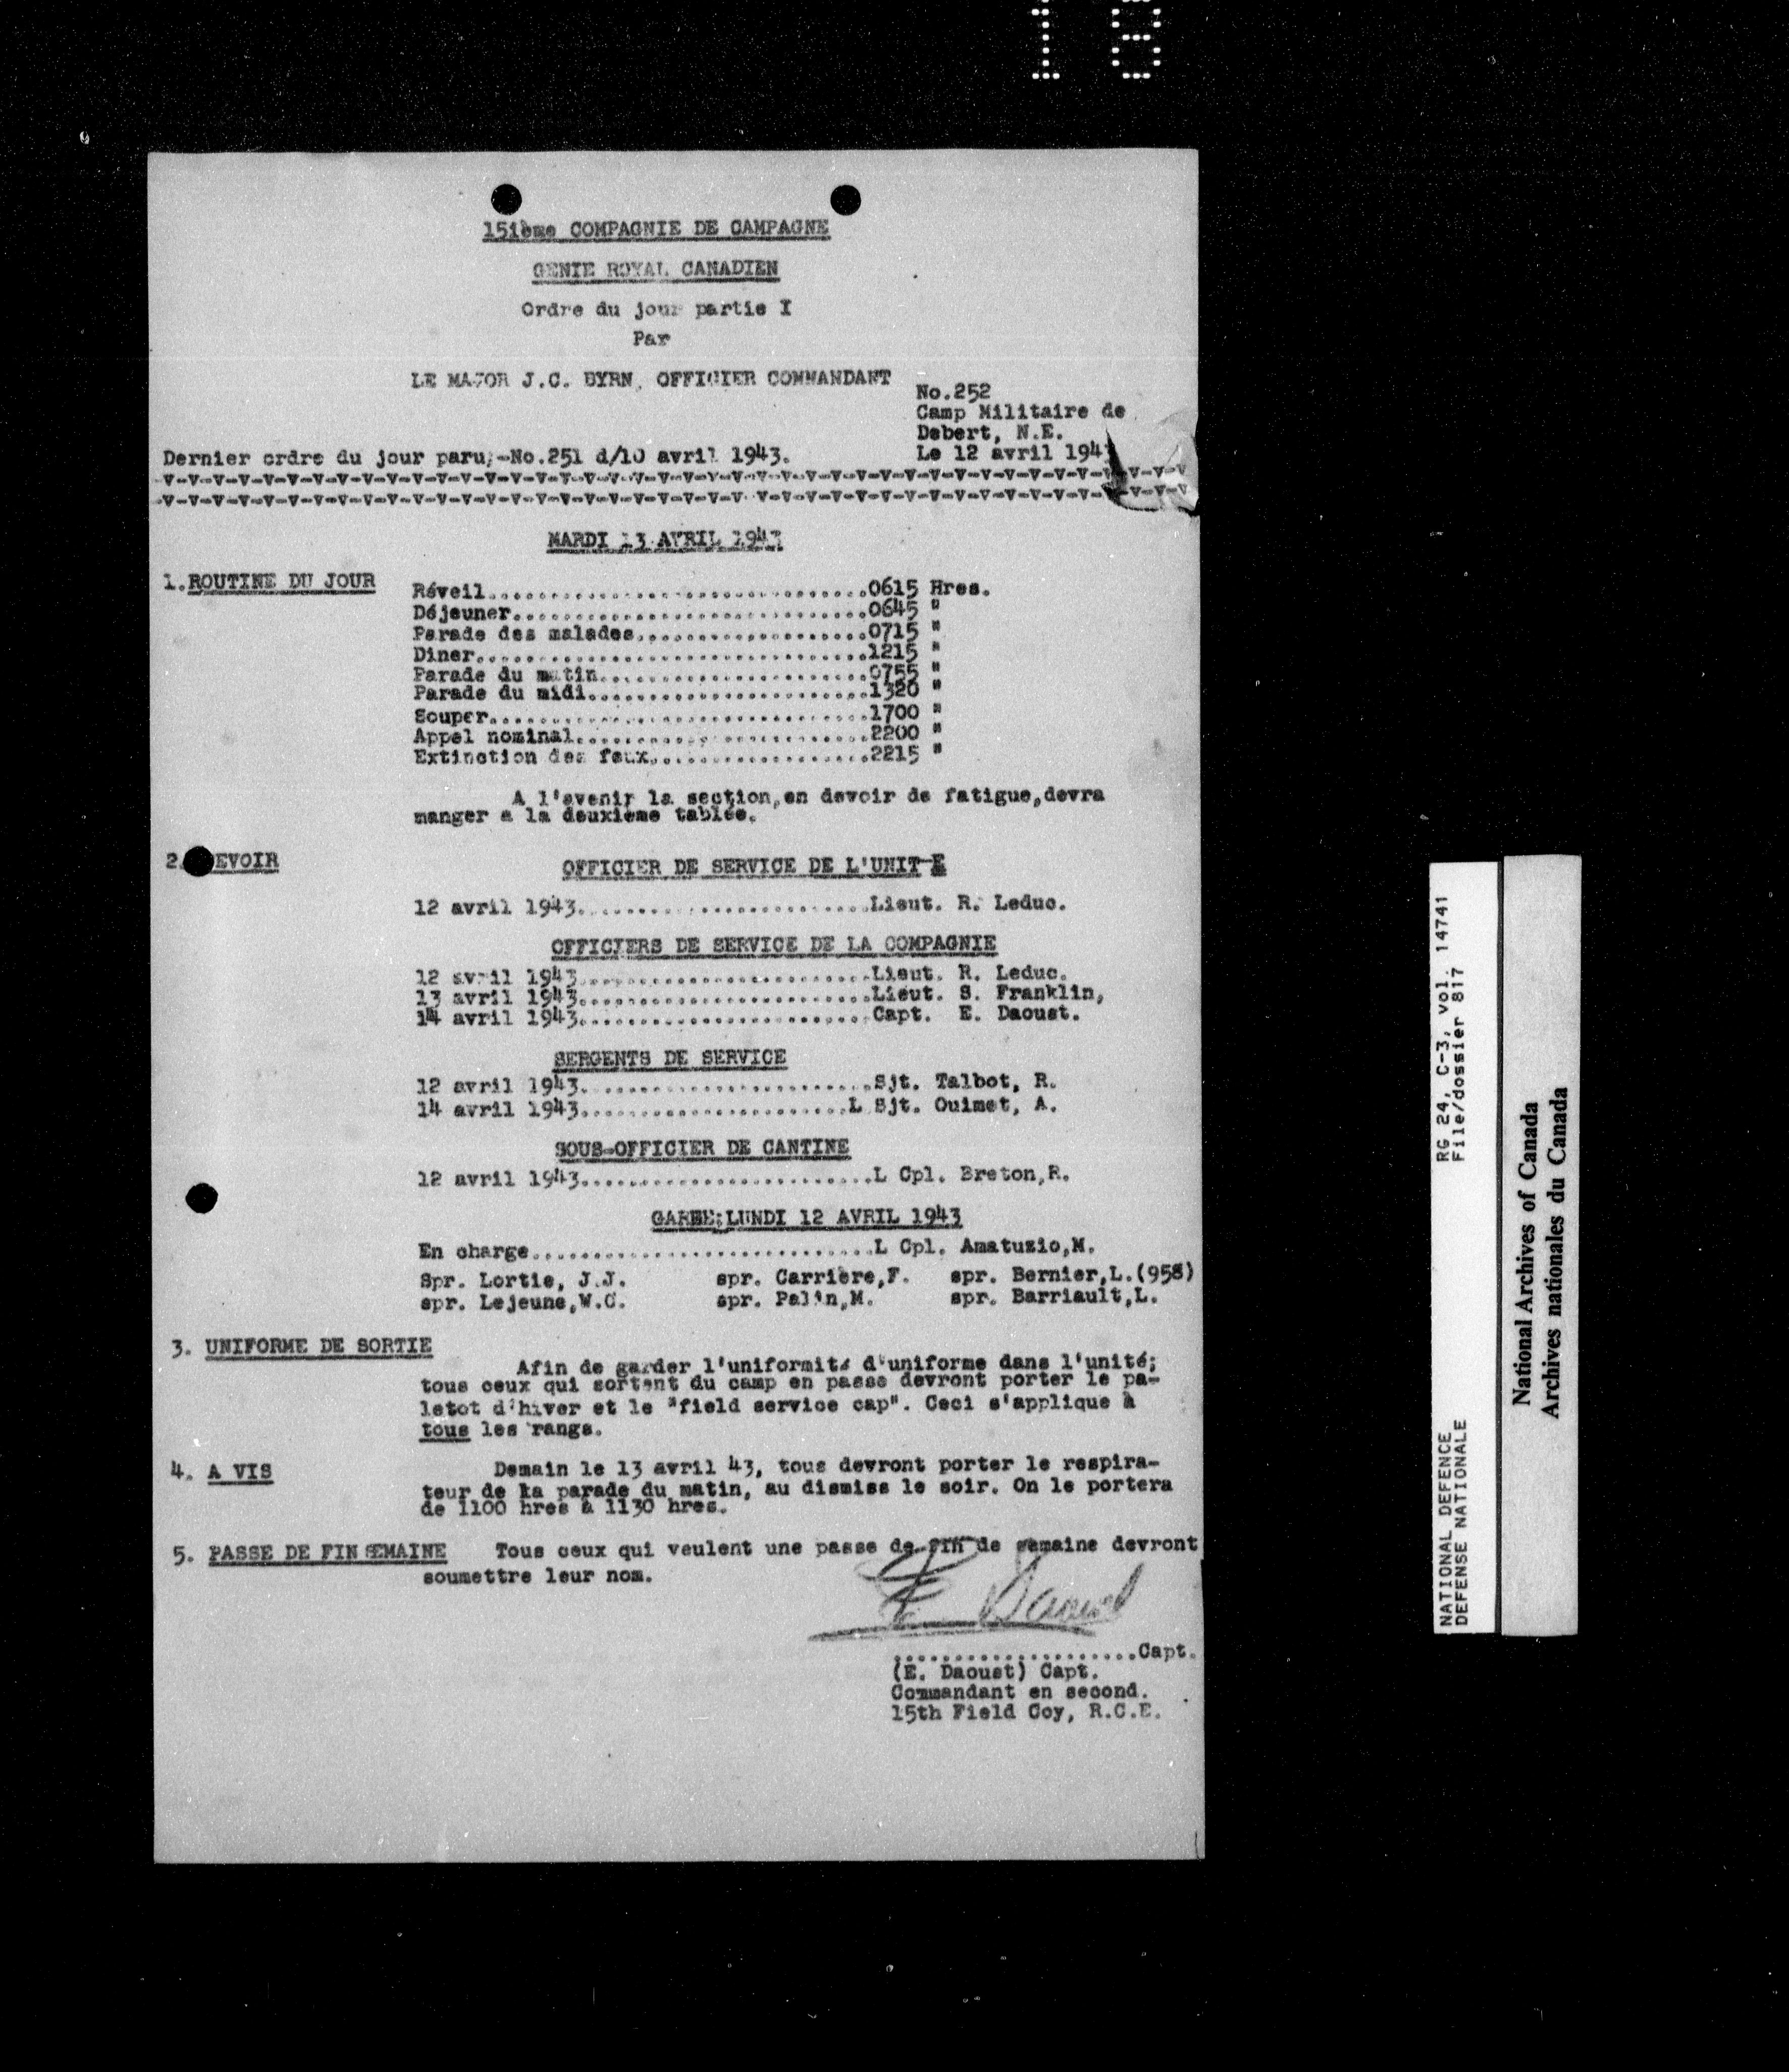 18
151ème COMPAGNIE DE CAMPAGNE
GENIE ROYAL CANADIEN
Ordre du jour partie I
Par
LE MAJOR J.C. BYRN, OFFICIER COMMANDANT
No.252
Camp Militaire de
Debert, N.E.
Le 12 avril 194
Dernier ordre du jour paru;-No.251 d/10 avril 1943.
-V-V-V-V-V-V-V-V-V-V-V-V-V-V-V-V-V-V-V-V-V-V-V-V-V-V-V-V-V-V-V-V-V-V-V-V-V-V-V-V-V
-V-V-V-V-V-V-V-V-V-V-V-V-V-V-V-V-V-V-V-V-V-V-V-V-V-V-V-V-V-V-V-V-V-V-V-V-V-V-V-V-V
MARDI 13 AVRIL 1943
1.ROUTINE DU JOUR
Réveil................................0615 Hres.
Déjeuner..............................0645 "
Parade des malades....................0715 "
Diner.................................1215 "
Parade du matin.......................0755 "
Parade du midi........................1320 "
Souper................................1700 "
Appel nominal.........................2200 "
Extinction des feux...................2215 "
A l'avenir la section,en devoir de fatigue,devra
manger a la deuxième tablée.
2. EVOIR
OFFICIER DE SERVICE DE L'UNITE
12 avril 1943.........................Lieut. R. Leduc.
OFFICIERS DE SERVICE DE LA COMPAGNIE
12 avril 1943.........................Lieut. R. Leduc.
13 avril 1943.........................Lieut. S. Franklin,
14 avril 1943.........................Capt. E. Daoust.
SERGENTS DE SERVICE
12 avril 1943.........................Sjt. Talbot, R.
14 avril 1943.......................L Sjt. Ouimet, A.
SOUS-OFFICIER DE CANTINE
12 avril 1943.........................L Cpl. Breton,R.
GARDE;LUNDI 12 AVRIL 1943
En charge.............................L Cpl. Amatuzio,M.
Spr. Lortie, J.J. spr. Carrière,F. spr. Bernier,L.(958)
spr. Lejeune,W.C. spr. Palin,M. spr. Barriault,L.
3. UNIFORME DE SORTIE
Afin de garder l'uniformité d'uniforme dans l'unité;
tous ceux qui sortent du camp en passe devront porter le pa-
letot d'hiver et le "field service cap". Ceci s'applique à
tous les rangs.
4. A VIS
Demain le 13 avril 43, tous devront porter le respira-
teur de la parade du matin, au dismiss le soir. On le portera
de 1100 hres à 1130 hres.
5. PASSE DE FIN SEMAINE Tous ceux qui veulent une passe de fin de semaine devront
soumettre leur nom.
E. Daoust
....................Capt.
(E. Daoust) Capt.
Commandant en second.
15th Field Coy, R.C.E.
NATIONAL DEFENCE RG 24, C-3, vol. 14741
DEFENSE NATIONALE File/dossier 817
National Archives of Canada
Archives nationales du Canada